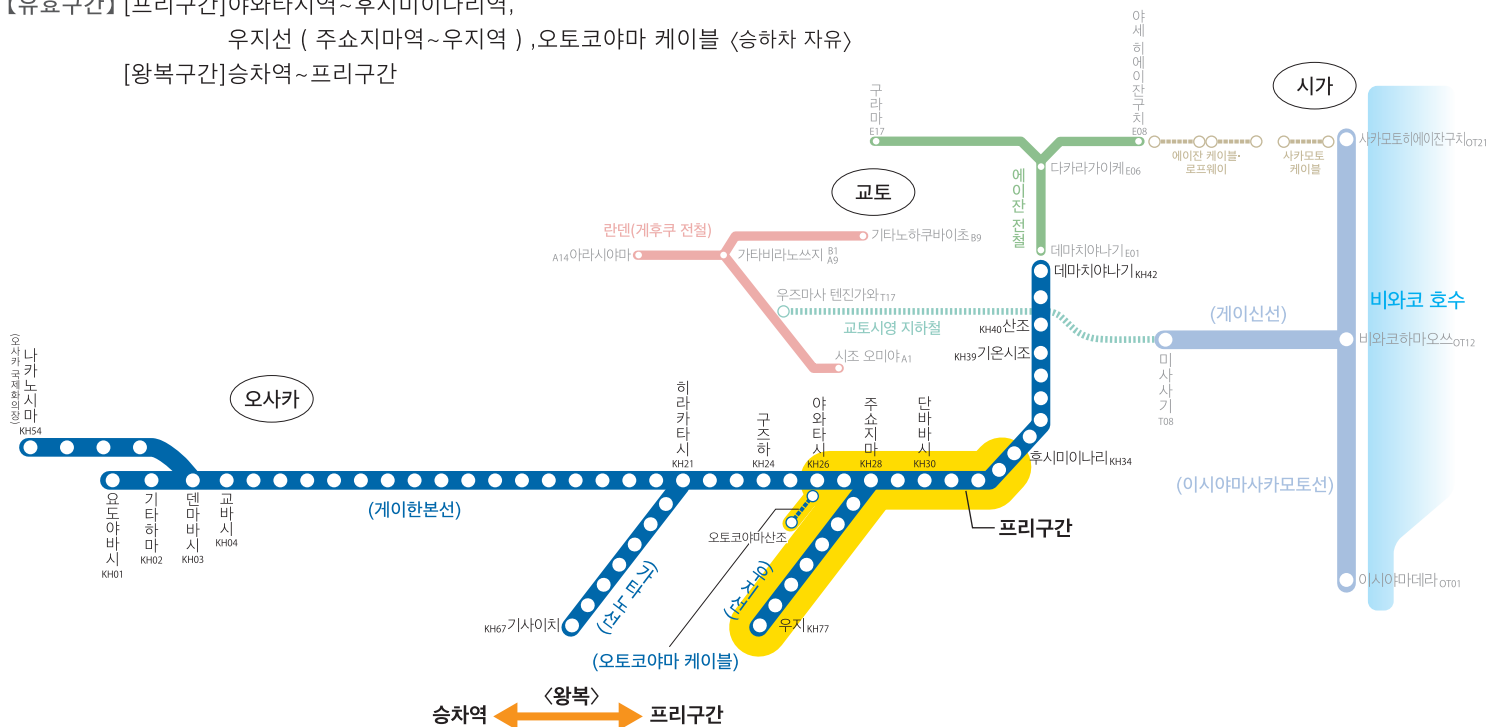 【유효구간】 [프리구간]야와타시역~후시미이나리역,
우지선 ( 주쇼지마역~우지역 ) ,오토코야마 케이블 〈승하차 자유〉
[왕복구간]승차역~프리구간
야세 히에이잔구치
E08
구라마
E17
시가
사카모토히에이잔구치OT21
에이잔 케이블·
로프웨이
사카모토
케이블
다카라가이케E06
에이잔 전철
교토
란덴(게후쿠 전철)
기타노하쿠바이초B9
A14아라시야마
가타비라노쓰지 B1
A9
데마치야나기E01
데마치야나기KH42
우즈마사 텐진가와T17
교토시영 지하철
KH40산조
(게이신선)
비와코 호수
비와코하마오쓰OT12
KH39기온시조
시조 오미야A1
미사사기
T08
나카노시마
(오사카 국제회의장)
KH54
오사카
히라카타시
KH21
구즈하
KH24
야와타시
KH26
주쇼지마
KH28
단바바시
KH30
후시미이나리KH34
(이시야마사카모토선)
요도야바시
KH01
기타하마
KH02
덴마바시
KH03
교바시
KH04
(게이한본선)
프리구간
오토코야마산조
이시야마데라OT01
(가타노선)
(우지선)
KH67기사이치
우지KH77
(오토코야마 케이블)
〈왕복〉
승차역
프리구간